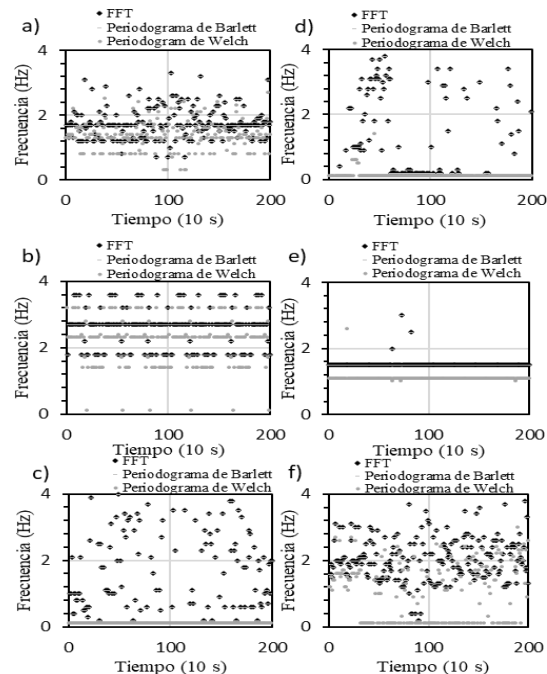 a)
FFT
Periodograma de Barlett
Periodogram de Welch
Frecuencia (Hz)
4
2
0
0 100 200
Tiempo (10 s)
b)
FFT
Periodograma de Barlett
Periodograma de Welch
Frecuencia (Hz)
4
2
0
0 100 200
Tiempo (10 s)
c)
FFT
Periodograma de Barlett
Periodograma de Welch
Frecuencia (Hz)
4
2
0
0 100 200
Tiempo (10 s)
d)
FFT
Periodograma de Barlett
Periodograma de Welch
Frecuencia (Hz)
4
2
0
0 100 200
Tiempo (10 s)
e)
FFT
Periodograma de Barlett
Periodograma de Welch
Frecuencia (Hz)
4
2
0
0 100 200
Tiempo (10 s)
f)
FFT
Periodograma de Barlett
Periodograma de Welch
Frecuencia (Hz)
4
2
0
0 100 200
Tiempo (10 s)